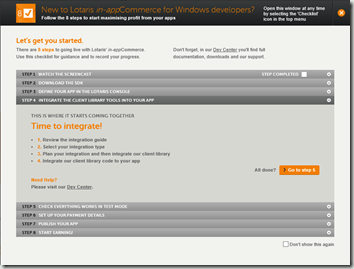 New to Lotaris' in-appCommerce for Windows developers?
Follow the 8 steps to start maximising profit from your apps
Open this window at any time
by selecting the 'Checklist'
icon in the top menu
Let's get you started.
There are 8 steps to going live with Lotaris' in-appCommerce.
Use this checklist for guidance and to record your progress.
Don't forget, in our Dev Center you'll find full
documentation, downloads and our support.
STEP 1 WATCH THE SCREENCAST STEP COMPLETED
STEP 2 DOWNLOAD THE SDK
STEP 3 DEFINE YOUR APP IN THE LOTARIS CONSOLE
STEP 4 INTEGRATE THE CLIENT LIBRARY TOOLS INTO YOUR APP
THIS IS WHERE IT STARTS COMING TOGETHER
Time to integrate!
1. Review the integration guide
2. Select your integration type
3. Plan your integration and then integrate our client library
4. Integrate our client library code to your app
All done? Go to step 5
Need Help?
Please visit our Dev Center.
STEP 5 CHECK EVERYTHING WORKS IN TEST MODE
STEP 6 SET UP YOUR PAYMENT DETAILS
STEP 7 PUBLISH YOUR APP
STEP 8 START EARNING!
Don't show this again